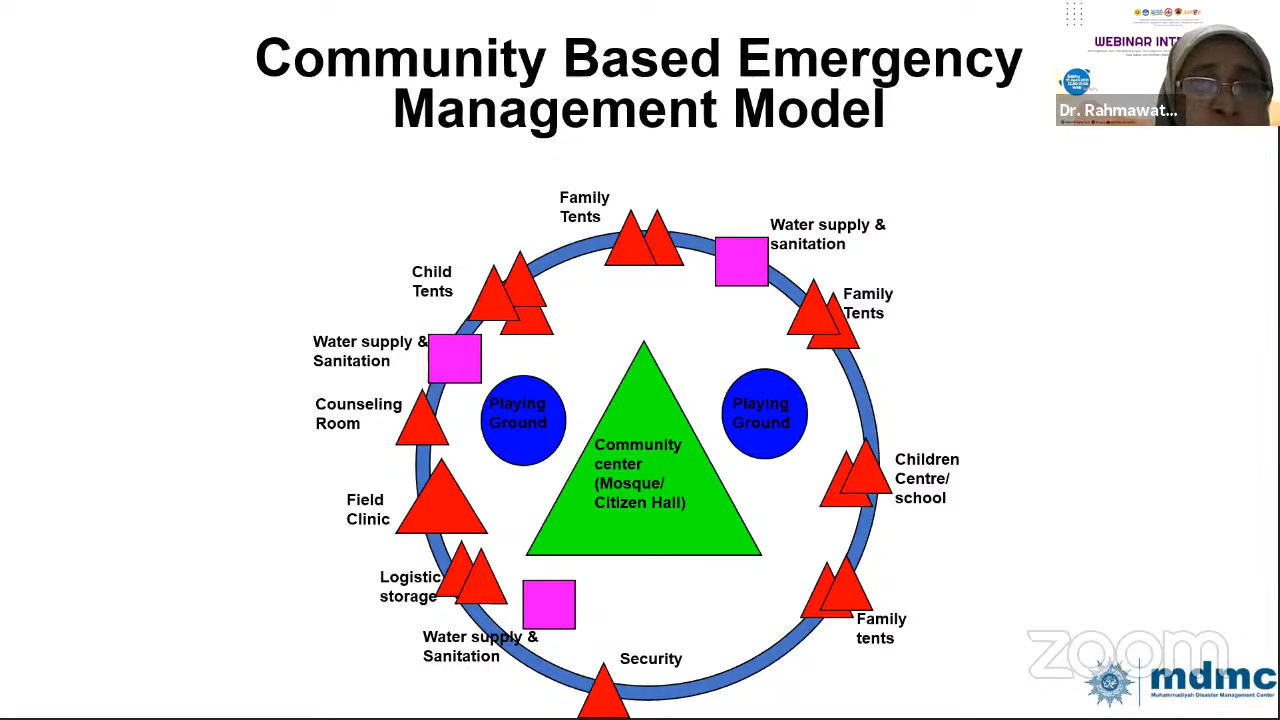 Community Based Emergency
Management Model
WEBINAR INTE
Sabtu
Dr. Rahmawat...
Family
Tents
Water supply &
sanitation
Child
Tents
Family
Tents
Water supply &
Sanitation
Counseling
Room
Playing
Ground
Playing
Ground
Community
center
(Mosque/
Citizen Hall)
Children
Centre/
school
Field
Clinic
Logistic
storage
Water supply &
Sanitation
Family
tents
Security
zoom
mdmc
Muhammadiyah Disaster Management Center